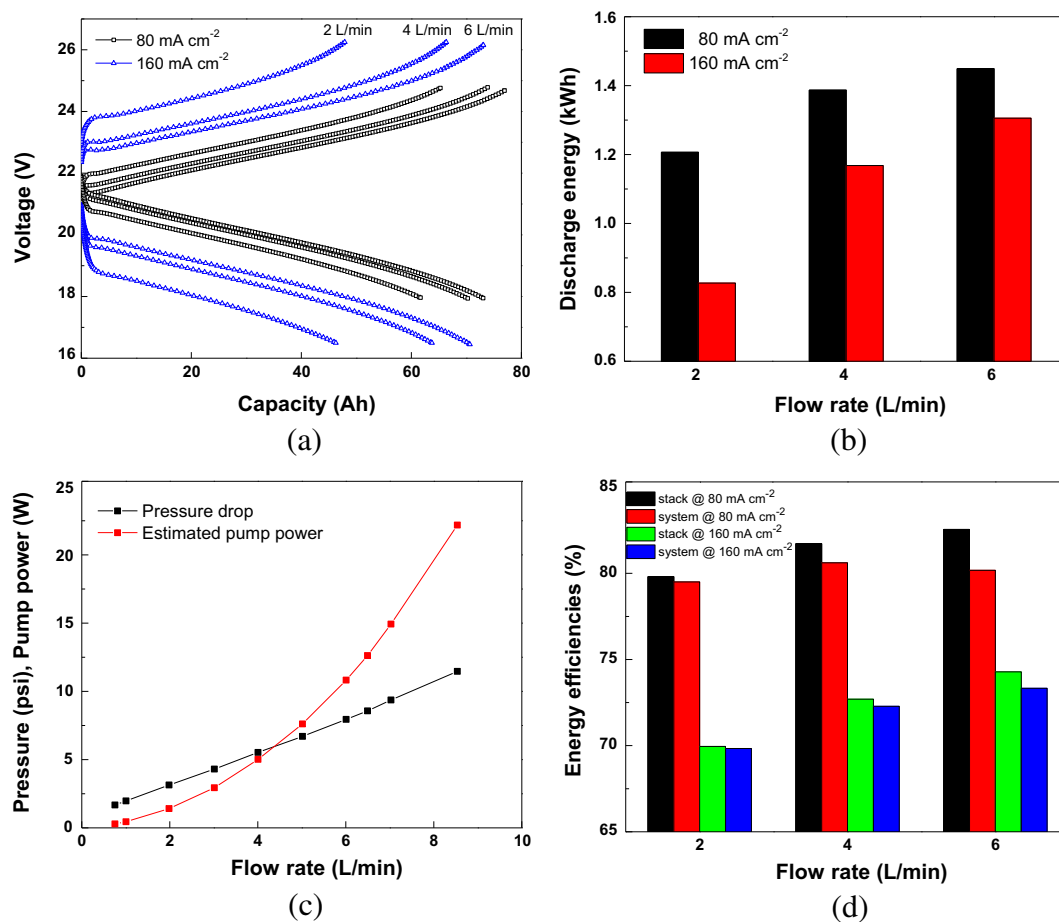 2 L/min 4 L/min 6 L/min
80 mA cm⁻²
160 mA cm⁻²
26
24
22
20
18
16
Voltage (V)
0 20 40 60 80
Capacity (Ah)
(a)
80 mA cm⁻²
160 mA cm⁻²
1.6
1.4
1.2
1.0
0.8
0.6
Discharge energy (kWh)
2 4 6
Flow rate (L/min)
(b)
Pressure drop
Estimated pump power
25
20
15
10
5
0
Pressure (psi), Pump power (W)
0 2 4 6 8 10
Flow rate (L/min)
(c)
stack @ 80 mA cm⁻²
system @ 80 mA cm⁻²
stack @ 160 mA cm⁻²
system @ 160 mA cm⁻²
85
80
75
70
65
Energy efficiencies (%)
2 4 6
Flow rate (L/min)
(d)